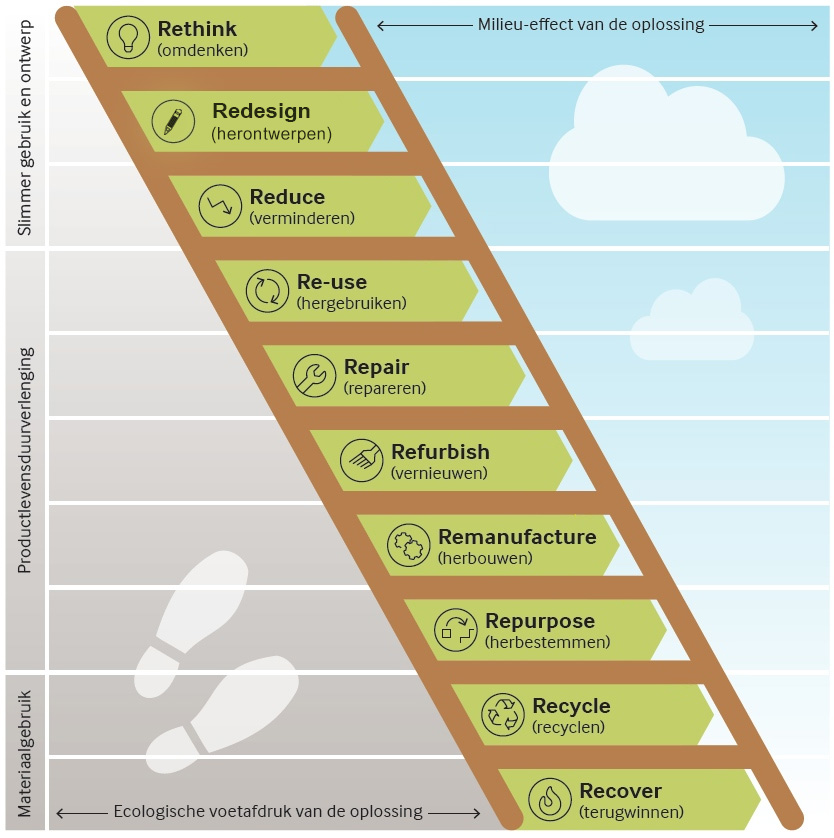 Slimmer gebruik en ontwerp
Milieu-effect van de oplossing
Rethink
(omdenken)
Redesign
(herontwerpen)
Reduce
(verminderen)
Productlevensduurverlenging
Re-use
(hergebruiken)
Repair
(repareren)
Refurbish
(vernieuwen)
Remanufacture
(herbouwen)
Repurpose
(herbestemmen)
Materiaalgebruik
Recycle
(recyclen)
Recover
(terugwinnen)
Ecologische voetafdruk van de oplossing